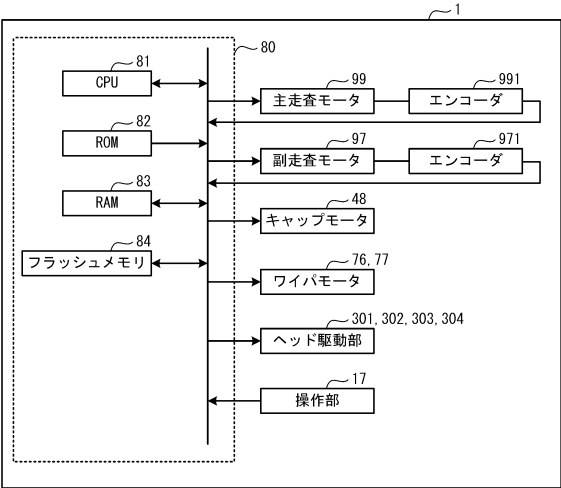 1
80
81
CPU
99
主走査モータ
991
エンコーダ
82
ROM
97
副走査モータ
971
エンコーダ
83
RAM
48
キャップモータ
84
フラッシュメモリ
76, 77
ワイパモータ
301, 302, 303, 304
ヘッド駆動部
17
操作部